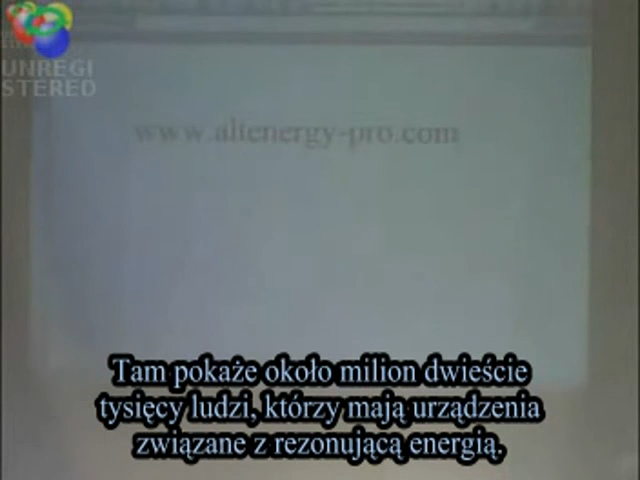 UNREGI
STERED
www.altenergy-pro.com
Tam pokaże około milion dwieście
tysięcy ludzi, którzy mają urządzenia
związane z rezonującą energią.